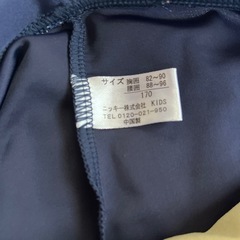 サイズ 胸囲 82~90
腰囲 88~96
170
ニッキー株式会社 KIDS
TEL.0120-021-950
中国製